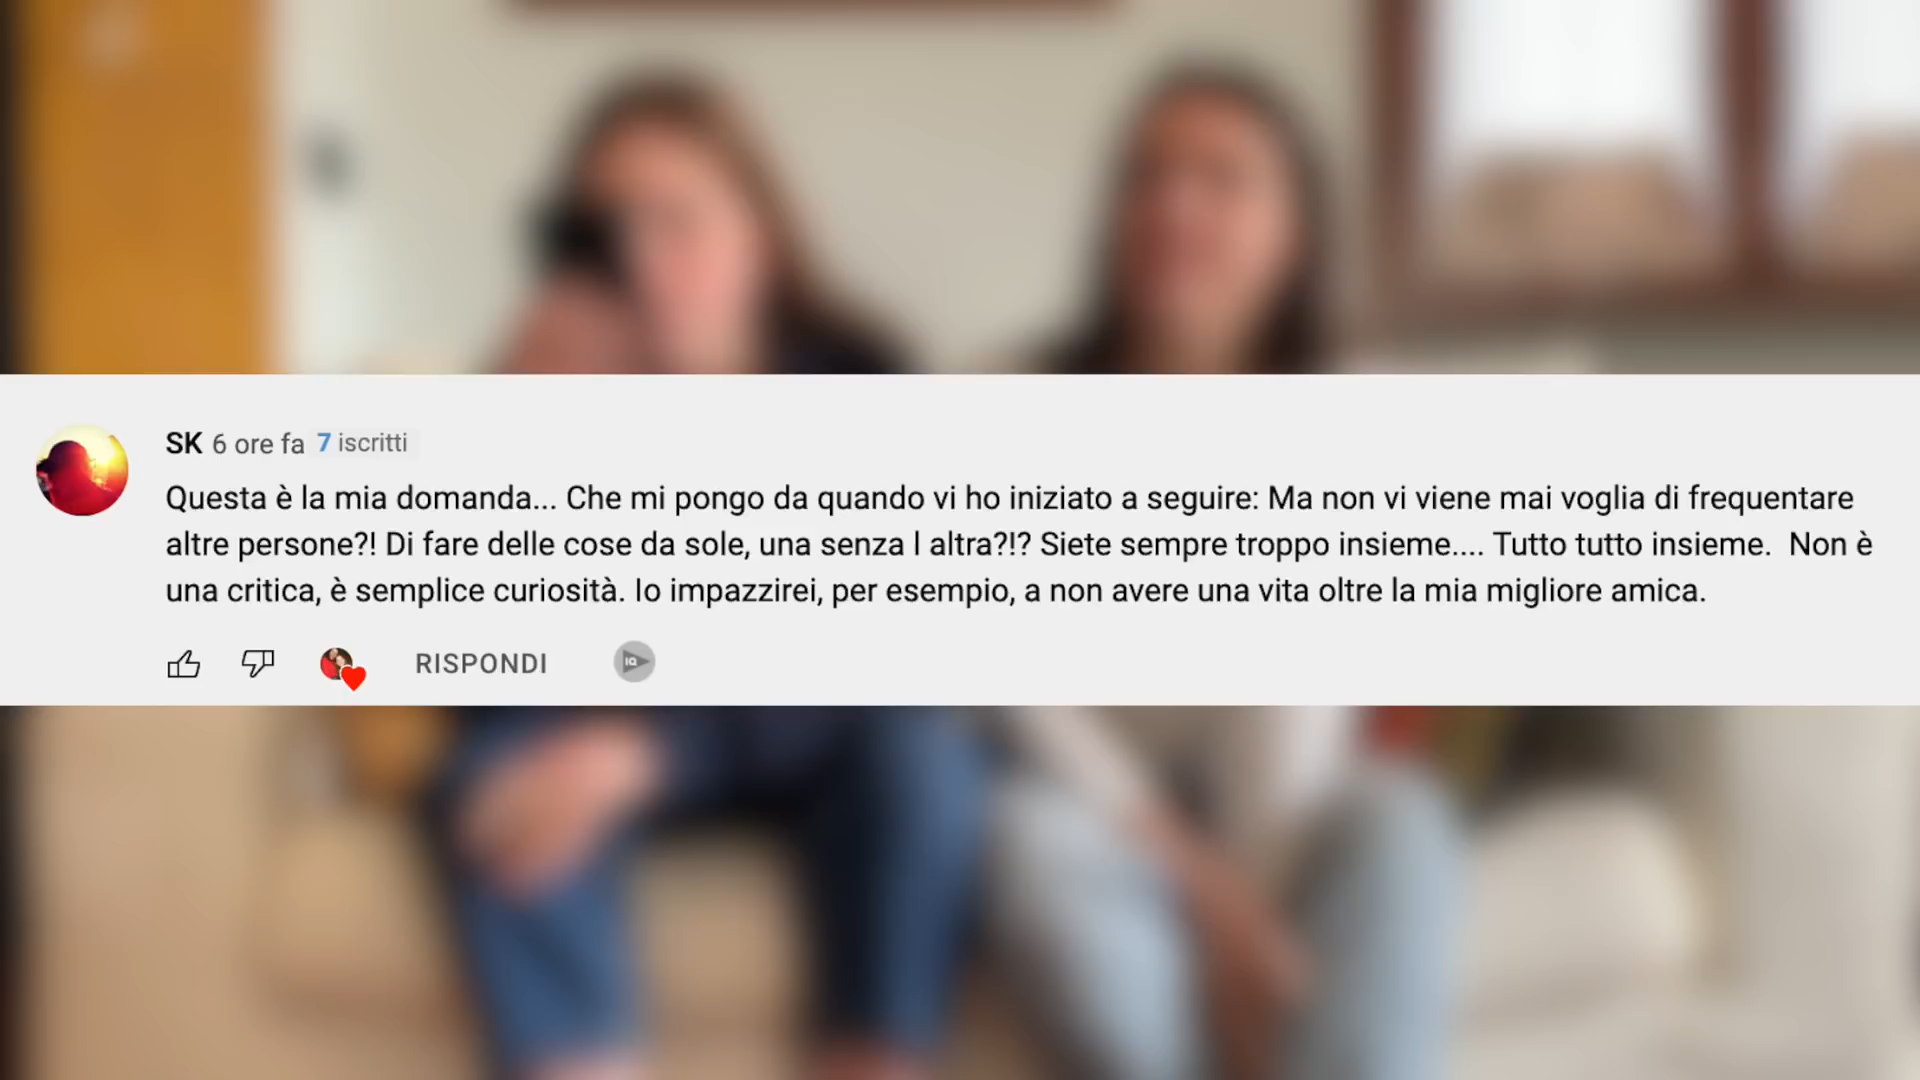 SK 6 ore fa 7 iscritti
Questa è la mia domanda... Che mi pongo da quando vi ho iniziato a seguire: Ma non vi viene mai voglia di frequentare
altre persone?! Di fare delle cose da sole, una senza l altra?!? Siete sempre troppo insieme.... Tutto tutto insieme.  Non è
una critica, è semplice curiosità. Io impazzirei, per esempio, a non avere una vita oltre la mia migliore amica.
RISPONDI
IQ